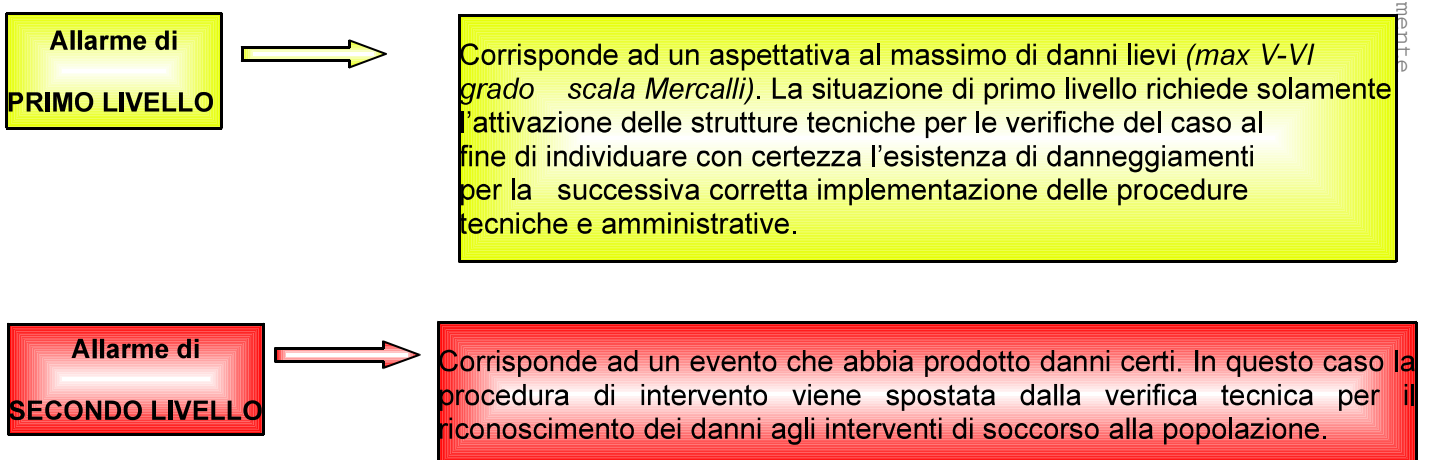 Allarme di
PRIMO LIVELLO
Corrisponde ad un aspettativa al massimo di danni lievi (max V-VI
grado scala Mercalli). La situazione di primo livello richiede solamente
l’attivazione delle strutture tecniche per le verifiche del caso al
fine di individuare con certezza l’esistenza di danneggiamenti
per la successiva corretta implementazione delle procedure
tecniche e amministrative.
mente
Allarme di
SECONDO LIVELLO
Corrisponde ad un evento che abbia prodotto danni certi. In questo caso la
procedura di intervento viene spostata dalla verifica tecnica per il
riconoscimento dei danni agli interventi di soccorso alla popolazione.